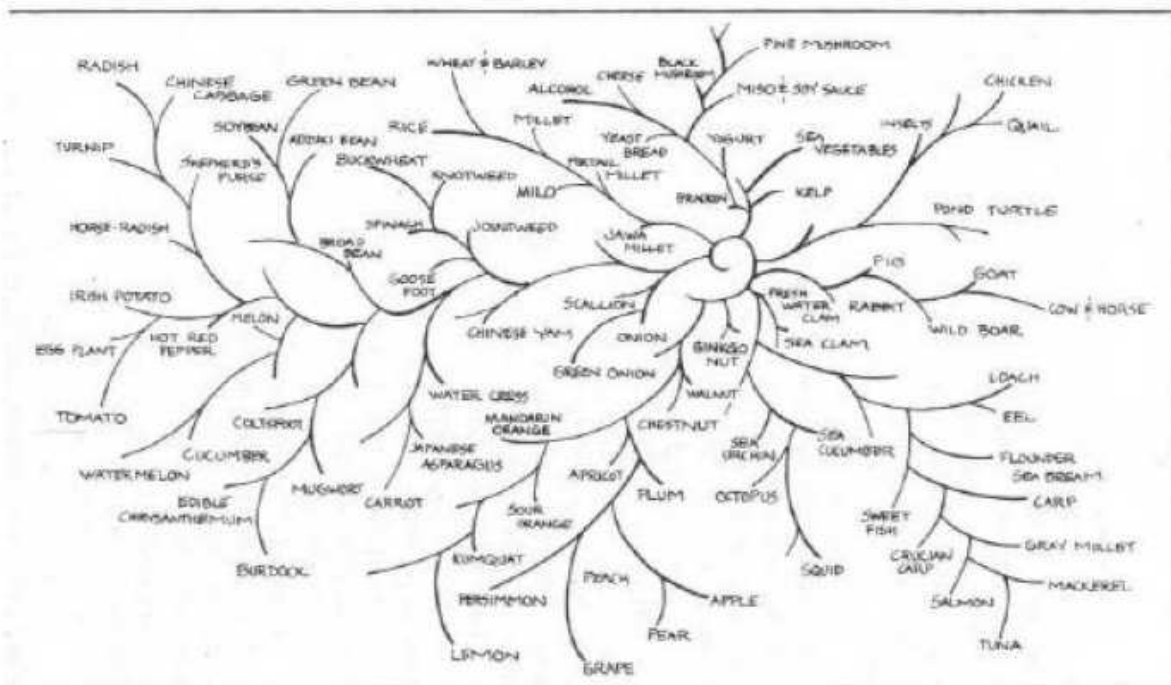 RADISH
CHINESE
CABBAGE
GREEN BEAN
WHEAT & BARLEY
CHEESE
BLACK
MUSHROOM
PINE MUSHROOM
ALCOHOL
MISO & SOY SAUCE
CHICKEN
TURNIP
SOYBEAN
ADZUKI BEAN
RICE
MILLET
YEAST
BREAD
YOGURT
SEA
VEGETABLES
INSECTS
QUAIL
SHEPHERD'S
PURSE
BUCKWHEAT
KNOTWEED
MILO
FOXTAIL
MILLET
BRACKEN
KELP
HORSE-RADISH
BROAD
BEAN
SPINACH
JOINTWEED
JAWA
MILLET
POND TURTLE
IRISH POTATO
MELON
GOOSE
FOOT
CHINESE YAM
SCALLION
ONION
FRESH
WATER
CLAM
PIG
RABBIT
GOAT
COW & HORSE
WILD BOAR
EGG PLANT
HOT RED
PEPPER
GREEN ONION
GINKGO
NUT
SEA CLAM
TOMATO
COLTSFOOT
WATER CRESS
MANDARIN
ORANGE
WALNUT
CHESTNUT
LOACH
EEL
WATERMELON
CUCUMBER
JAPANESE
ASPARAGUS
APRICOT
PLUM
SEA
URCHIN
SEA
CUCUMBER
FLOUNDER
SEA BREAM
EDIBLE
CHRYSANTHEMUM
MUGWORT
CARROT
SOUR
ORANGE
OCTOPUS
SWEET
FISH
CARP
BURDOCK
KUMQUAT
PERSIMMON
PEACH
APPLE
SQUID
CRUCIAN
CARP
GRAY MILLET
MACKEREL
SALMON
LEMON
GRAPE
PEAR
TUNA